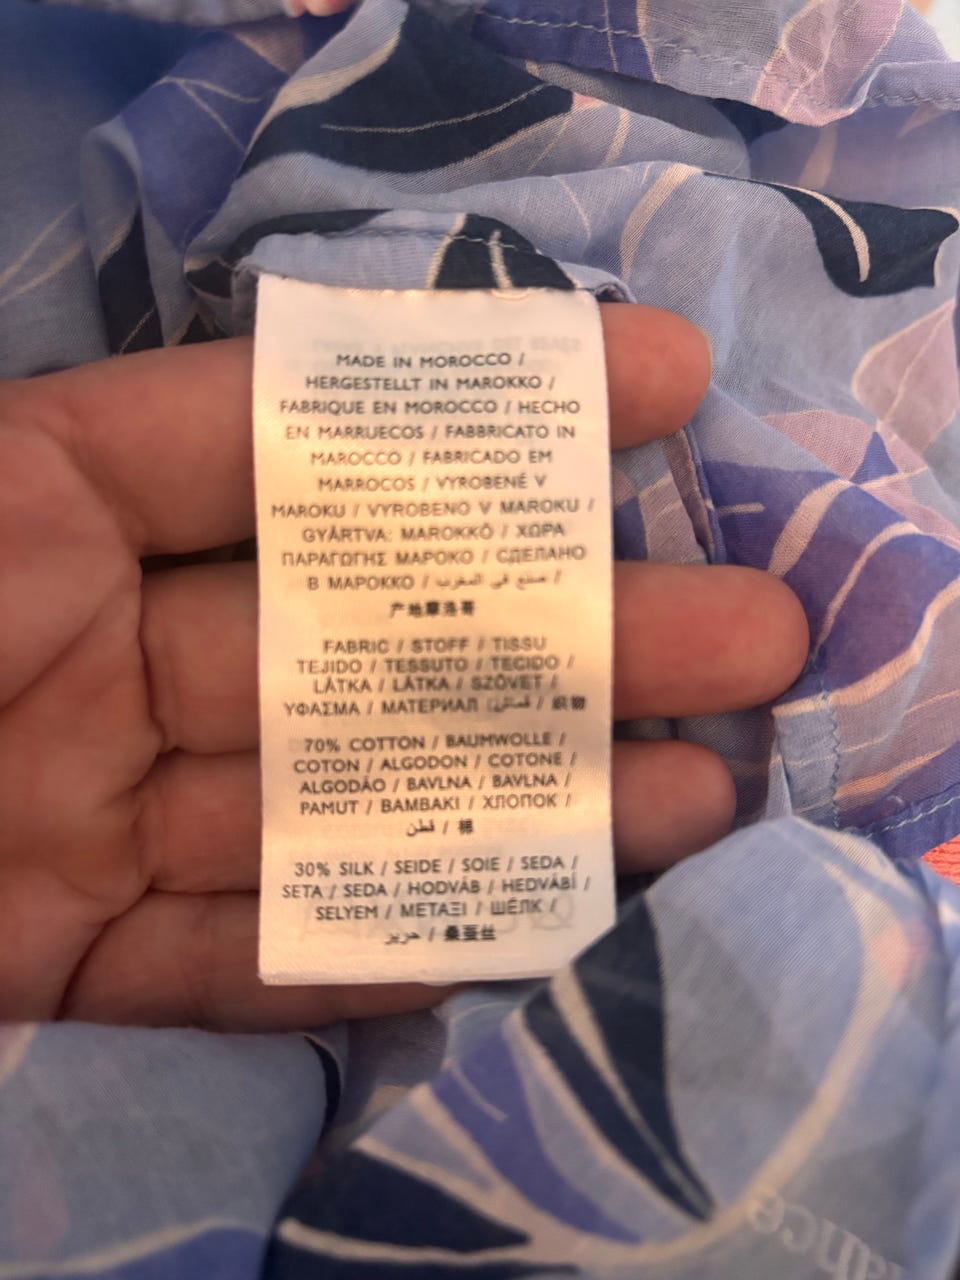 MADE IN MOROCCO /
HERGESTELLT IN MAROKKO /
FABRIQUE EN MOROCCO / HECHO
EN MARRUECOS / FABBRICATO IN
MAROCCO / FABRICADO EM
MARROCOS / VYROBENÉ V
MAROKU / VYROBENO V MAROKU /
GYÁRTVA: MAROKKÓ / ΧΩΡΑ
ΠΑΡΑΓΩΓΗΣ ΜΑΡΟΚΟ / СДЕЛАНО
В МАРОККО / صنع في المغرب /
产地摩洛哥
FABRIC / STOFF / TISSU
TEJIDO / TESSUTO / TECIDO /
LÁTKA / LÁTKA / SZÖVET /
ΥΦΑΣΜΑ / МАТЕРИАЛ / قماش / 织物
70% COTTON / BAUMWOLLE /
COTON / ALGODON / COTONE /
ALGODÃO / BAVLNA / BAVLNA /
PAMUT / BAMBAKI / ХЛОПОК /
قطن / 棉
30% SILK / SEIDE / SOIE / SEDA /
SETA / SEDA / HODVÁB / HEDVÁBÍ /
SELYEM / ΜΕΤΑΞΙ / ШЁЛК /
حرير / 桑蚕丝